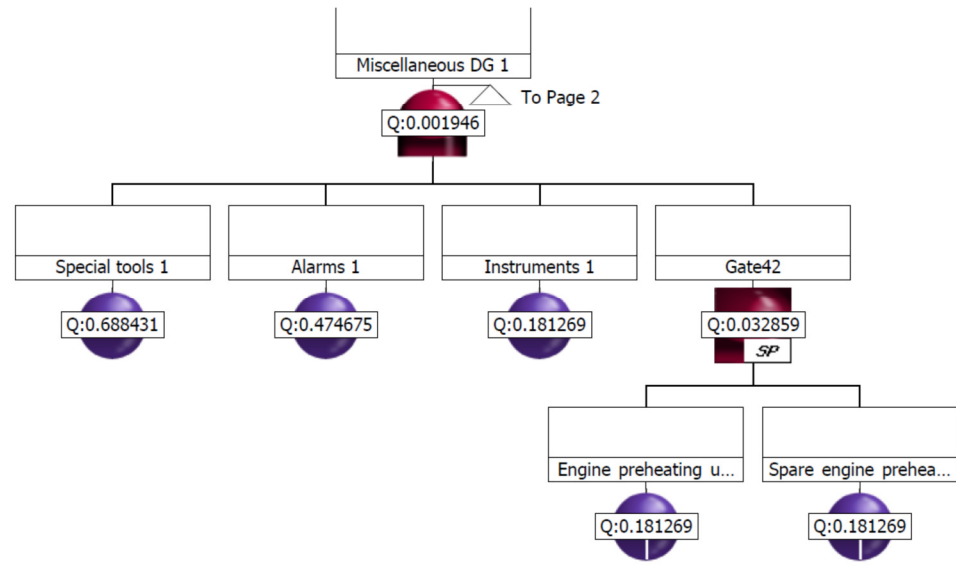 Miscellaneous DG 1
To Page 2
Q:0.001946
Special tools 1
Alarms 1
Instruments 1
Gate42
Q:0.688431
Q:0.474675
Q:0.181269
Q:0.032859
SP
Engine preheating u...
Spare engine prehea...
Q:0.181269
Q:0.181269